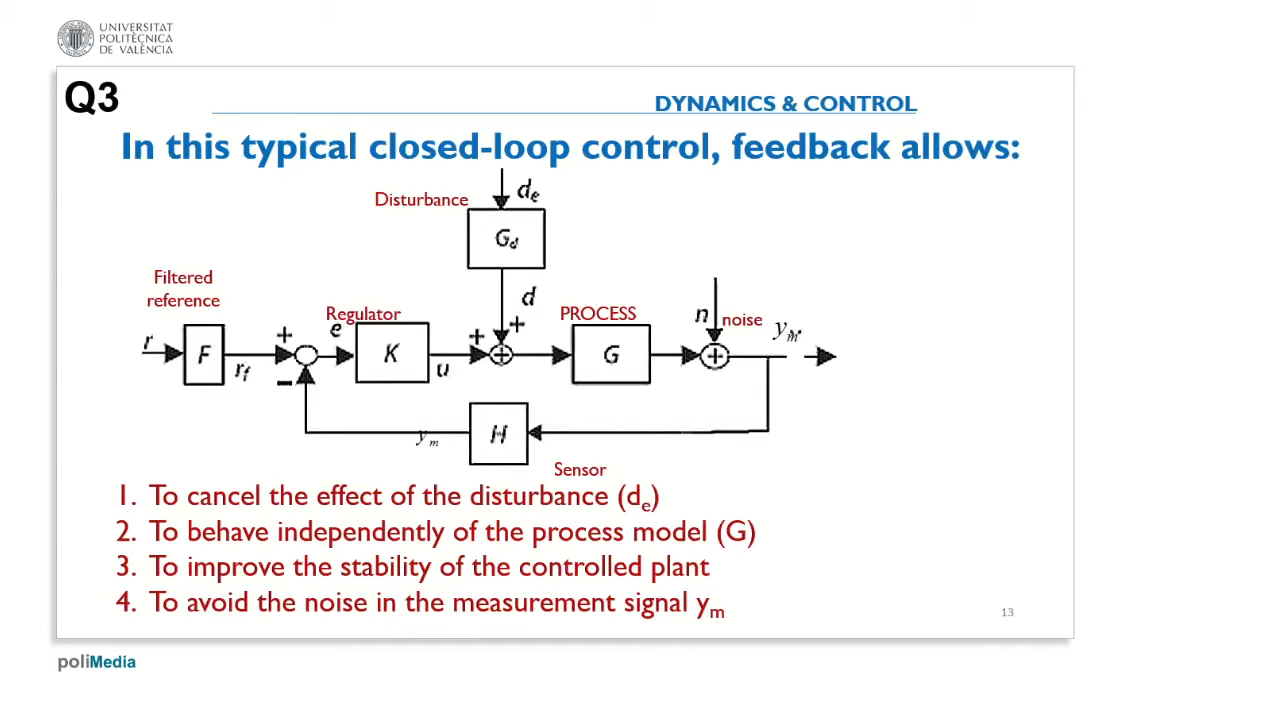 UNIVERSITAT
POLITÈCNICA
DE VALÈNCIA
Q3
DYNAMICS & CONTROL
In this typical closed-loop control, feedback allows:
Disturbance
de
Gd
d
Filtered
reference
Regulator
PROCESS
n
noise
ym
r
F
rf
+
−
e
K
u
+
+
+
G
+
ym
H
Sensor
1. To cancel the effect of the disturbance (de)
2. To behave independently of the process model (G)
3. To improve the stability of the controlled plant
4. To avoid the noise in the measurement signal ym
13
poliMedia